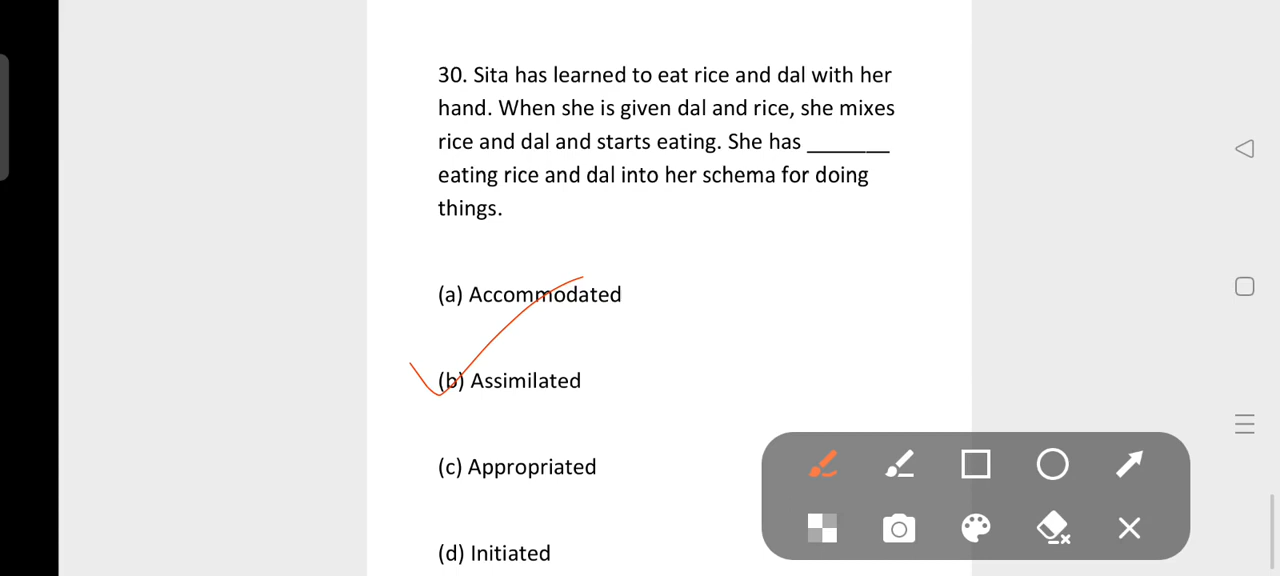 30. Sita has learned to eat rice and dal with her
hand. When she is given dal and rice, she mixes
rice and dal and starts eating. She has _______
eating rice and dal into her schema for doing
things.
(a) Accommodated
(b) Assimilated
(c) Appropriated
(d) Initiated